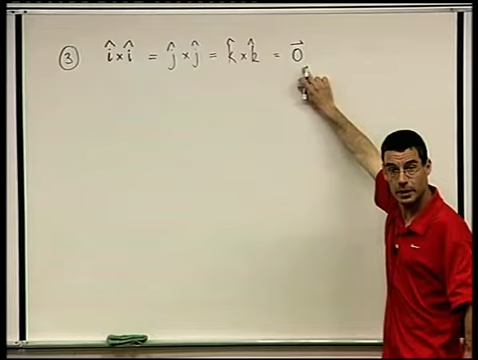 ③ î × î = ĵ × ĵ = k̂ × k̂ = 0⃗